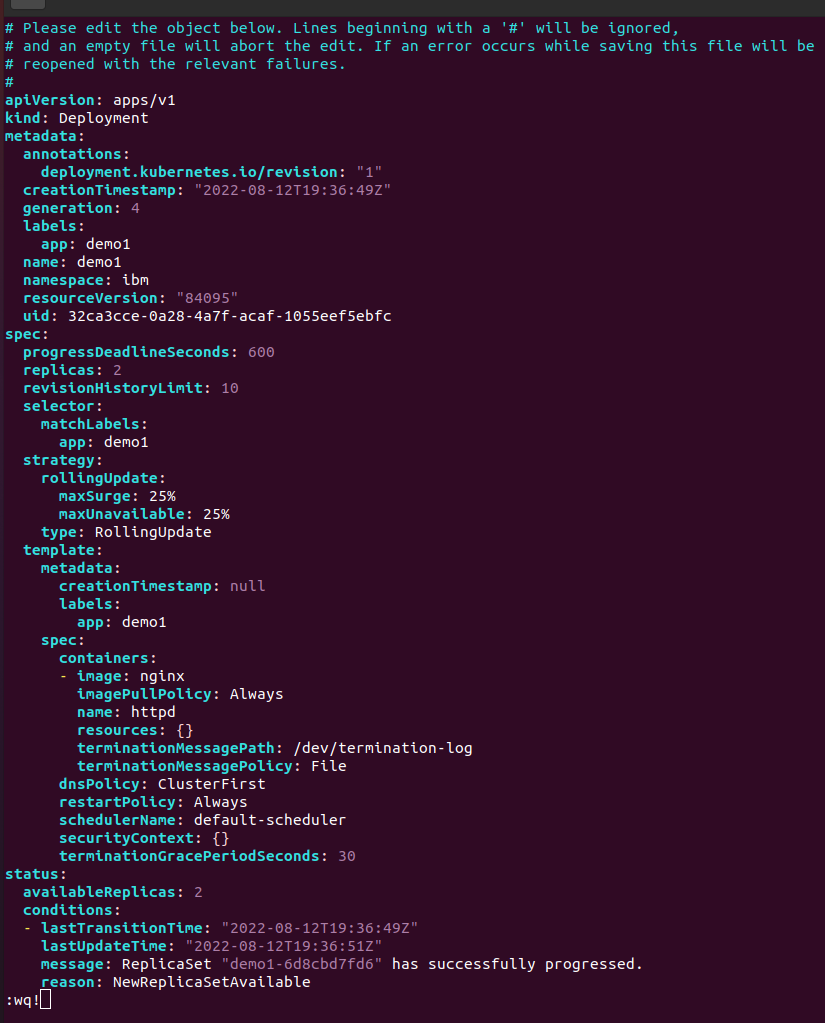 # Please edit the object below. Lines beginning with a '#' will be ignored,
# and an empty file will abort the edit. If an error occurs while saving this file will be
# reopened with the relevant failures.
#
apiVersion: apps/v1
kind: Deployment
metadata:
  annotations:
    deployment.kubernetes.io/revision: "1"
  creationTimestamp: "2022-08-12T19:36:49Z"
  generation: 4
  labels:
    app: demo1
  name: demo1
  namespace: ibm
  resourceVersion: "84095"
  uid: 32ca3cce-0a28-4a7f-acaf-1055eef5ebfc
spec:
  progressDeadlineSeconds: 600
  replicas: 2
  revisionHistoryLimit: 10
  selector:
    matchLabels:
      app: demo1
  strategy:
    rollingUpdate:
      maxSurge: 25%
      maxUnavailable: 25%
    type: RollingUpdate
  template:
    metadata:
      creationTimestamp: null
      labels:
        app: demo1
    spec:
      containers:
      - image: nginx
        imagePullPolicy: Always
        name: httpd
        resources: {}
        terminationMessagePath: /dev/termination-log
        terminationMessagePolicy: File
      dnsPolicy: ClusterFirst
      restartPolicy: Always
      schedulerName: default-scheduler
      securityContext: {}
      terminationGracePeriodSeconds: 30
status:
  availableReplicas: 2
  conditions:
  - lastTransitionTime: "2022-08-12T19:36:49Z"
    lastUpdateTime: "2022-08-12T19:36:51Z"
    message: ReplicaSet "demo1-6d8cbd7fd6" has successfully progressed.
    reason: NewReplicaSetAvailable
:wq!